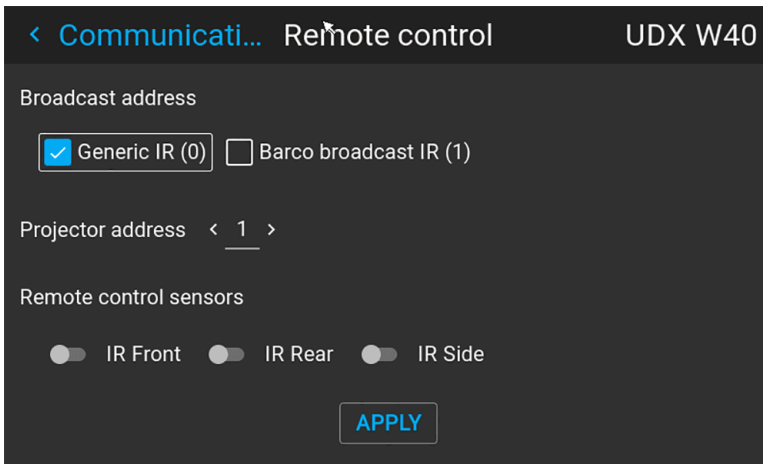 Communicati... Remote control UDX W40
Broadcast address
Generic IR (0) Barco broadcast IR (1)
Projector address < 1 >
Remote control sensors
IR Front IR Rear IR Side
APPLY